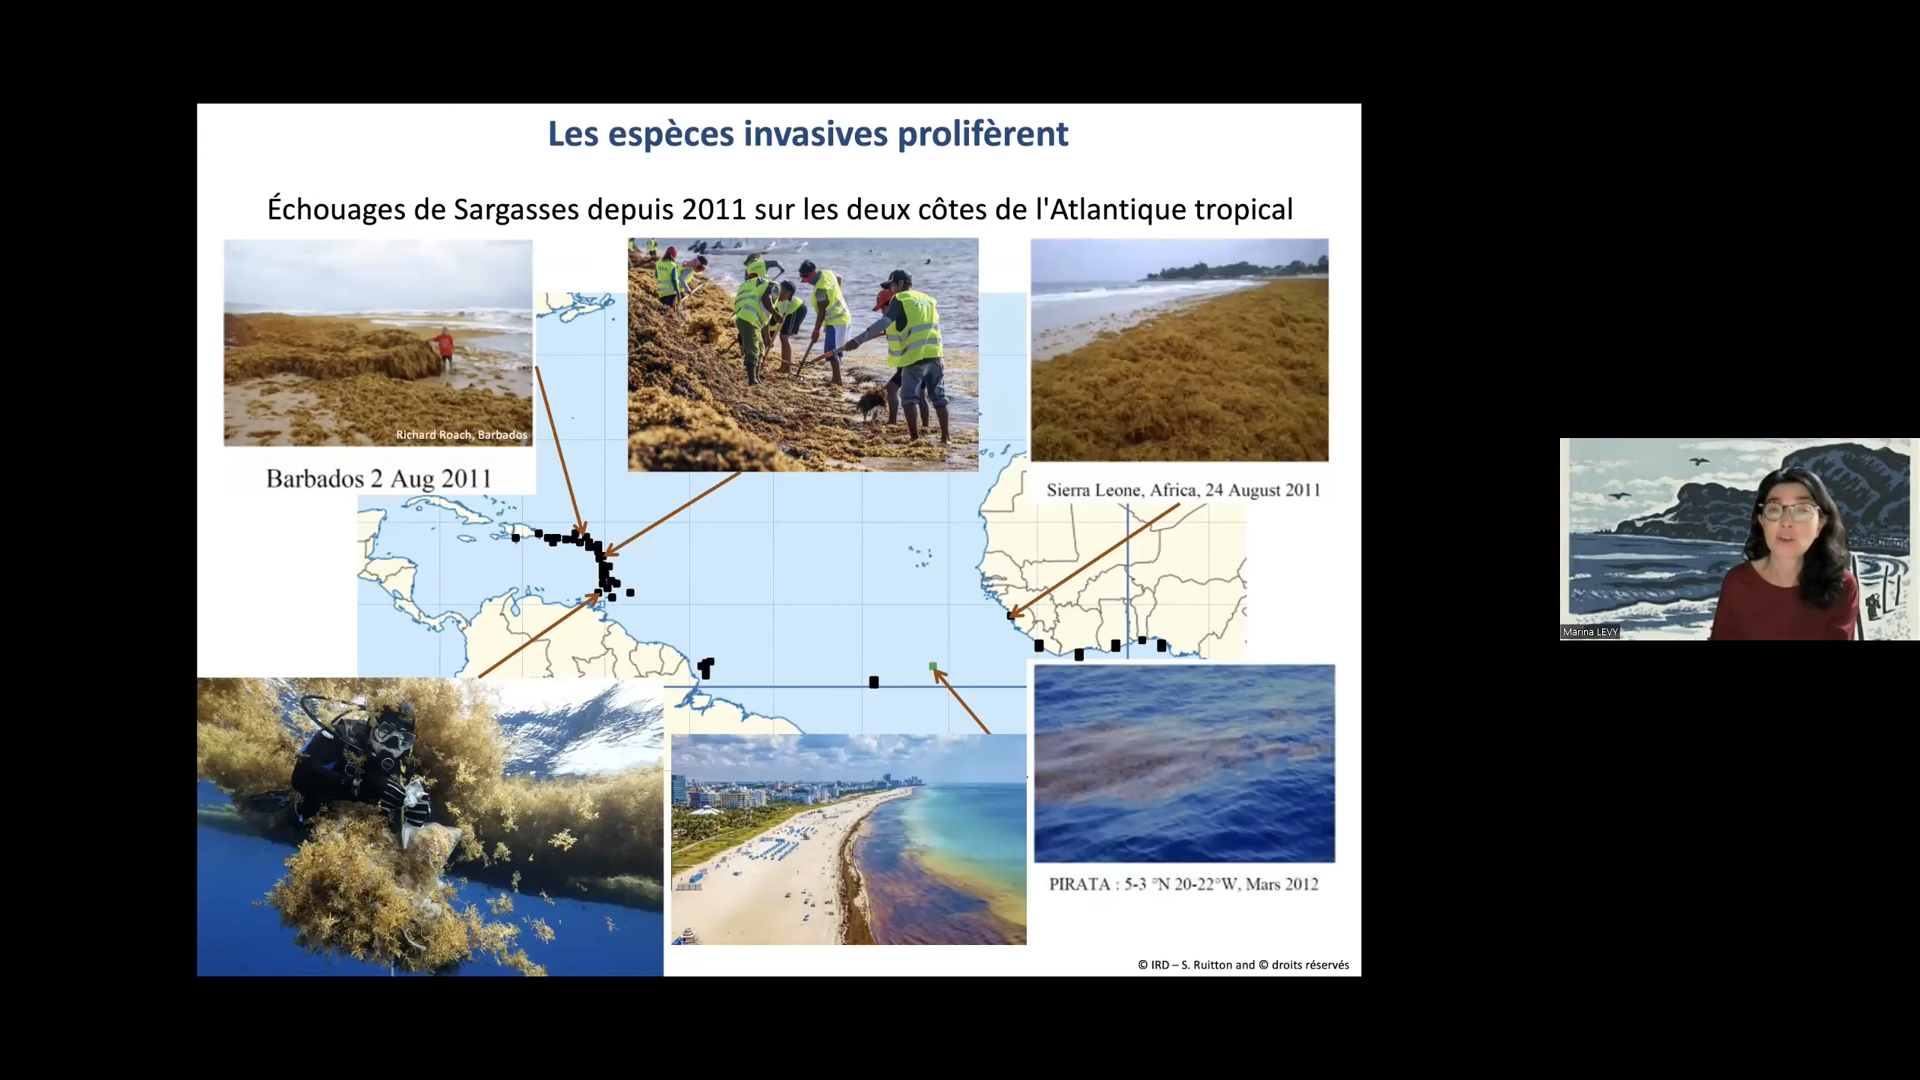 Les espèces invasives prolifèrent
Échouages de Sargasses depuis 2011 sur les deux côtes de l'Atlantique tropical
Richard Roach, Barbados
Barbados 2 Aug 2011
Sierra Leone, Africa, 24 August 2011
Marina LEVY
PIRATA : 5-3 °N 20-22°W, Mars 2012
© IRD – S. Ruitton and © droits réservés